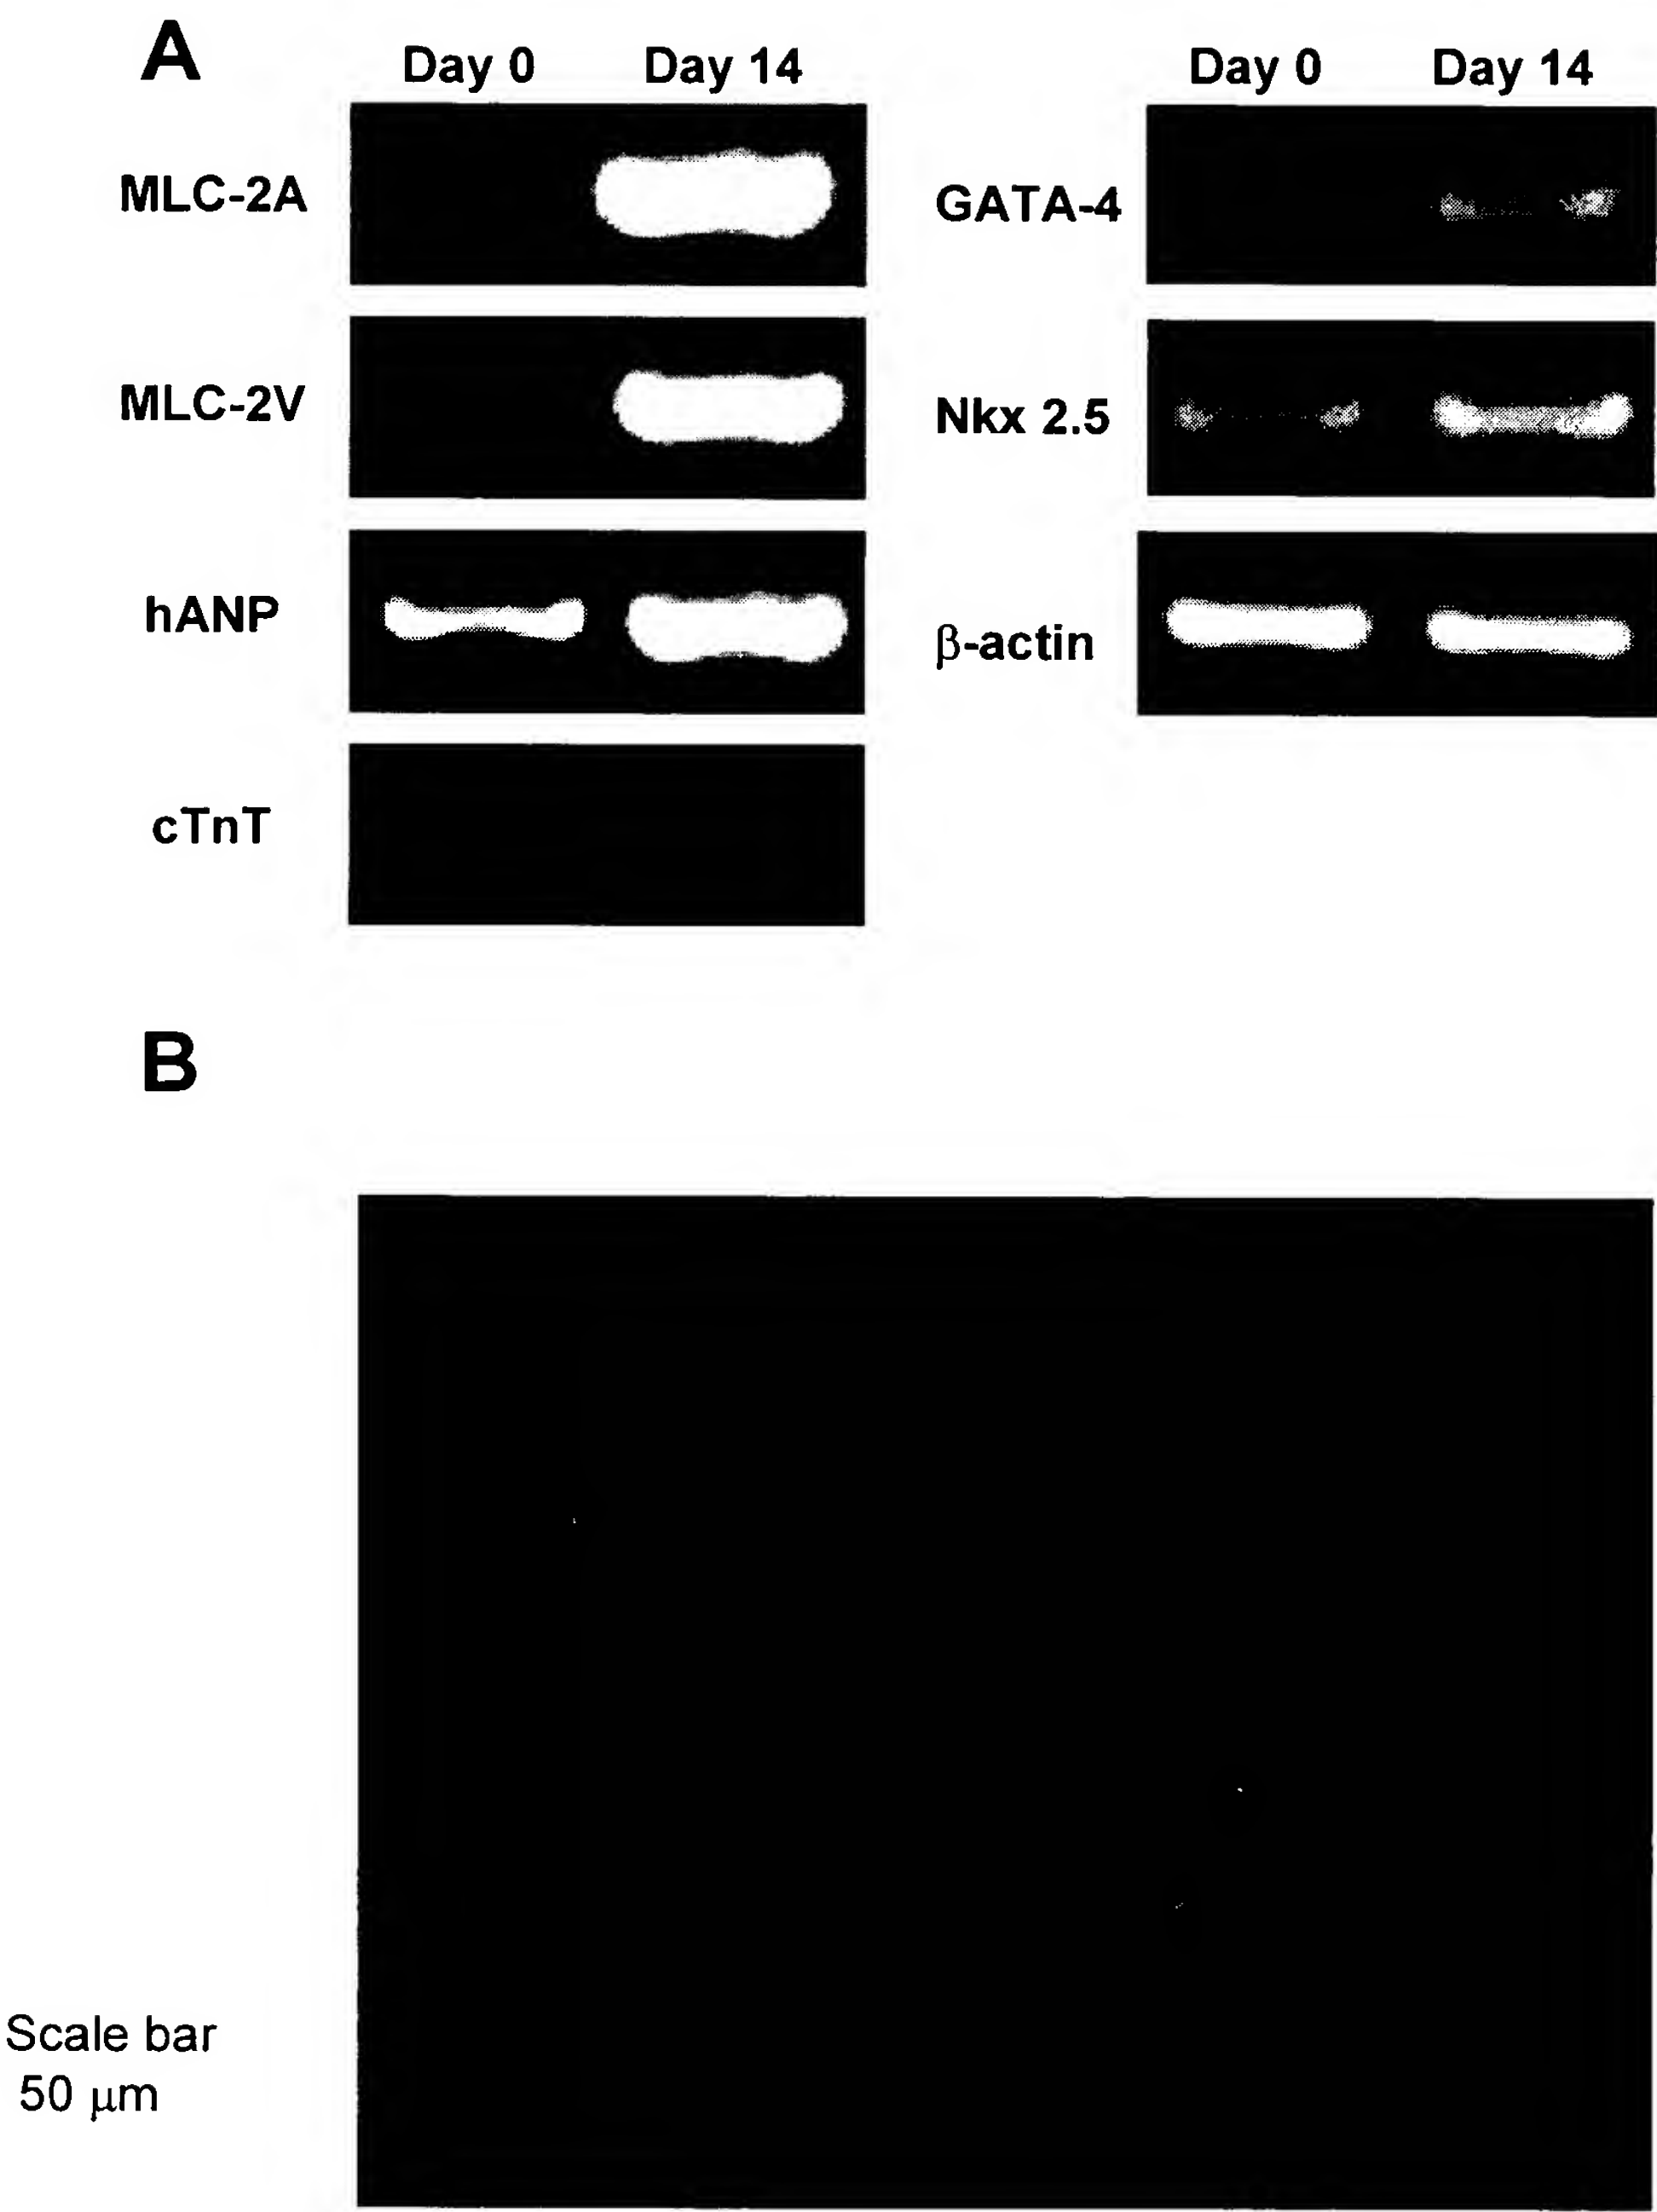 A
Day 0 Day 14
Day 0 Day 14
MLC-2A
GATA-4
MLC-2V
Nkx 2.5
hANP
β-actin
cTnT
B
Scale bar
50 μm